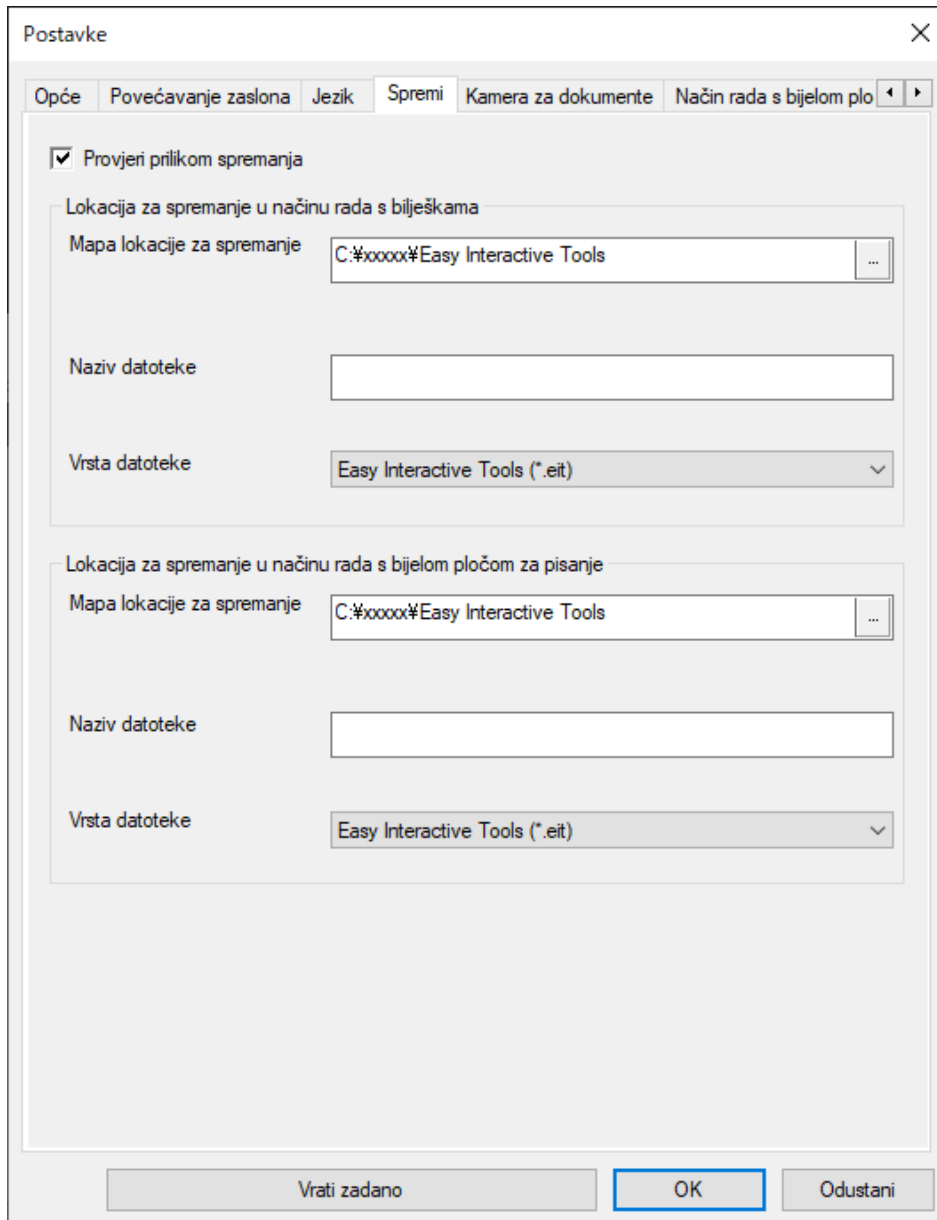 Postavke
Opće Povećavanje zaslona Jezik Spremi Kamera za dokumente Način rada s bijelom plo
Provjeri prilikom spremanja
Lokacija za spremanje u načinu rada s bilješkama
Mapa lokacije za spremanje C:¥xxxxx¥Easy Interactive Tools ...
Naziv datoteke
Vrsta datoteke Easy Interactive Tools (*.eit)
Lokacija za spremanje u načinu rada s bijelom pločom za pisanje
Mapa lokacije za spremanje C:¥xxxxx¥Easy Interactive Tools ...
Naziv datoteke
Vrsta datoteke Easy Interactive Tools (*.eit)
Vrati zadano OK Odustani